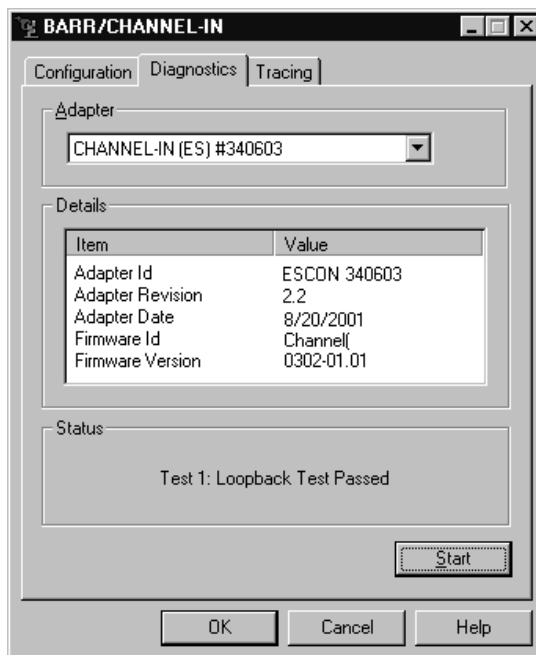 BARR/CHANNEL-IN
Configuration Diagnostics Tracing
Adapter
CHANNEL-IN (ES) #340603
Details
Item Value
Adapter Id ESCON 340603
Adapter Revision 2.2
Adapter Date 8/20/2001
Firmware Id Channel(
Firmware Version 0302-01.01
Status
Test 1: Loopback Test Passed
Start
OK Cancel Help